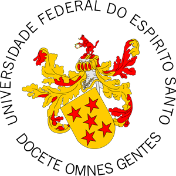 UNIVERSIDADE FEDERAL DO ESPIRITO SANTO
DOCETE OMNES GENTES